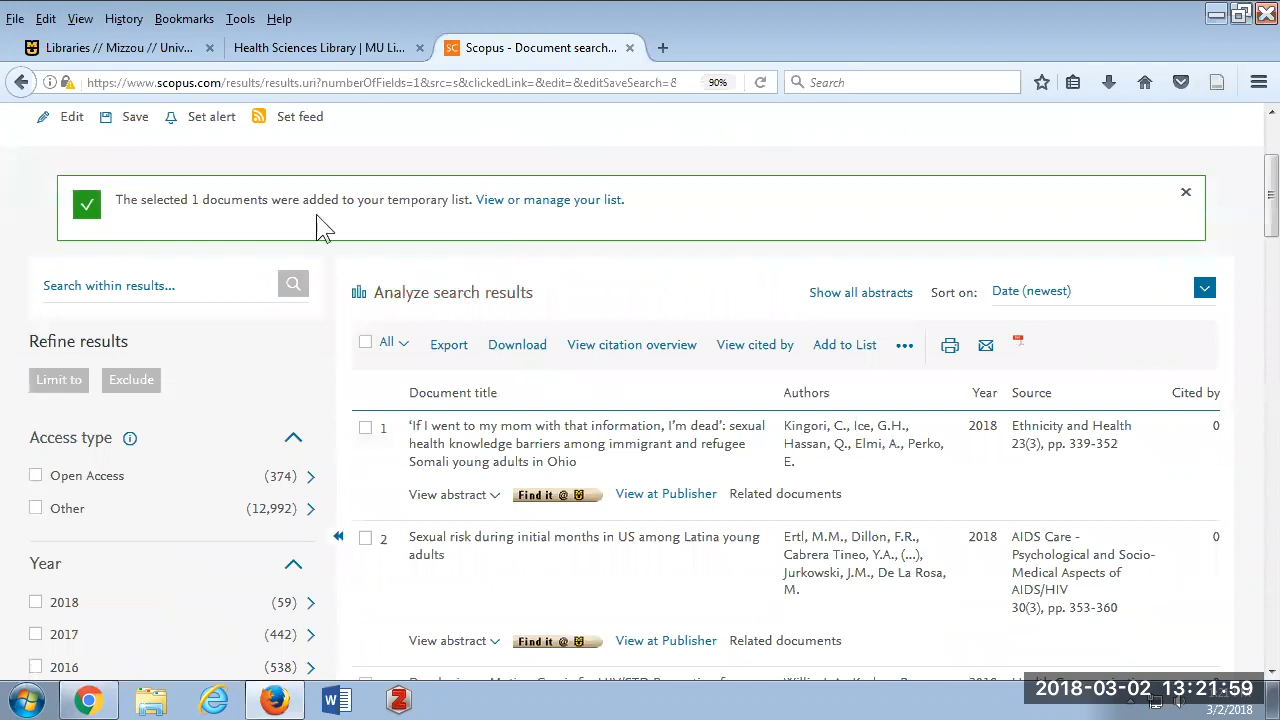 File Edit View History Bookmarks Tools Help
Libraries // Mizzou // Univ... Health Sciences Library | MU Li... SC Scopus - Document search...
https://www.scopus.com/results/results.uri?numberOfFields=1&src=s&clickedLink=&edit=&editSaveSearch=& 90% Search
Edit Save Set alert Set feed
The selected 1 documents were added to your temporary list. View or manage your list.
Search within results...
Analyze search results Show all abstracts Sort on: Date (newest)
Refine results
All Export Download View citation overview View cited by Add to List •••
Limit to Exclude
Document title Authors Year Source Cited by
Access type
Open Access (374)
Other (12,992)
Year
2018 (59)
2017 (442)
2016 (538)
1 ‘If I went to my mom with that information, I’m dead’: sexual Kingori, C., Ice, G.H., 2018 Ethnicity and Health 0
health knowledge barriers among immigrant and refugee Hassan, Q., Elmi, A., Perko, 23(3), pp. 339-352
Somali young adults in Ohio E.
View abstract Find it @ View at Publisher Related documents
2 Sexual risk during initial months in US among Latina young Ertl, M.M., Dillon, F.R., 2018 AIDS Care - 0
adults Cabrera Tineo, Y.A., (...), Psychological and Socio-
Jurkowski, J.M., De La Rosa, Medical Aspects of
M. AIDS/HIV
30(3), pp. 353-360
View abstract Find it @ View at Publisher Related documents
2018-03-02 13:21:59
3/2/2018